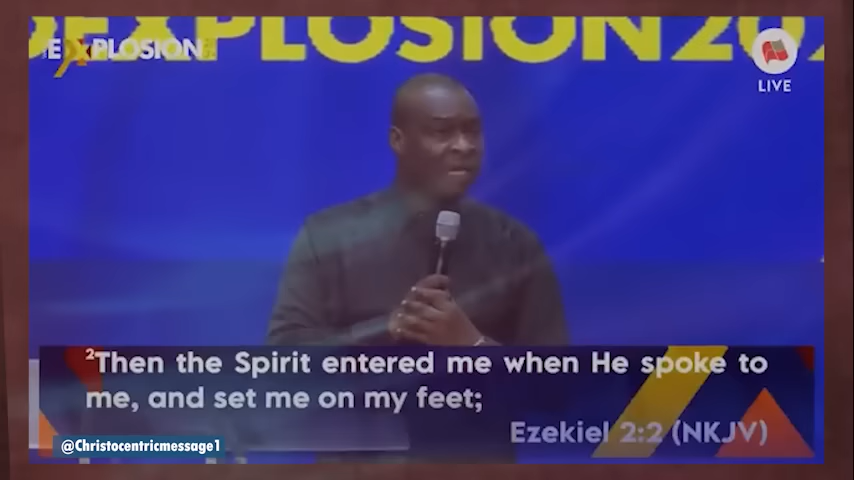 EXPLOSION202
EXPLOSION
LIVE
²Then the Spirit entered me when He spoke to
me, and set me on my feet;
Ezekiel 2:2 (NKJV)
@Christocentricmessage1